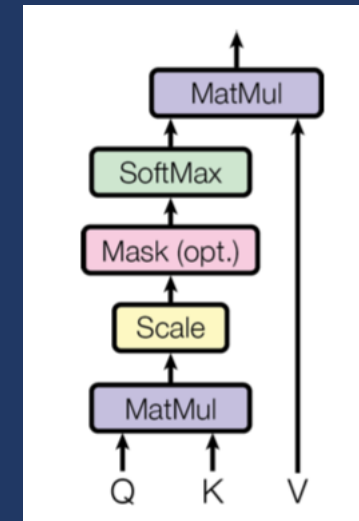 MatMul
SoftMax
Mask (opt.)
Scale
MatMul
Q K V